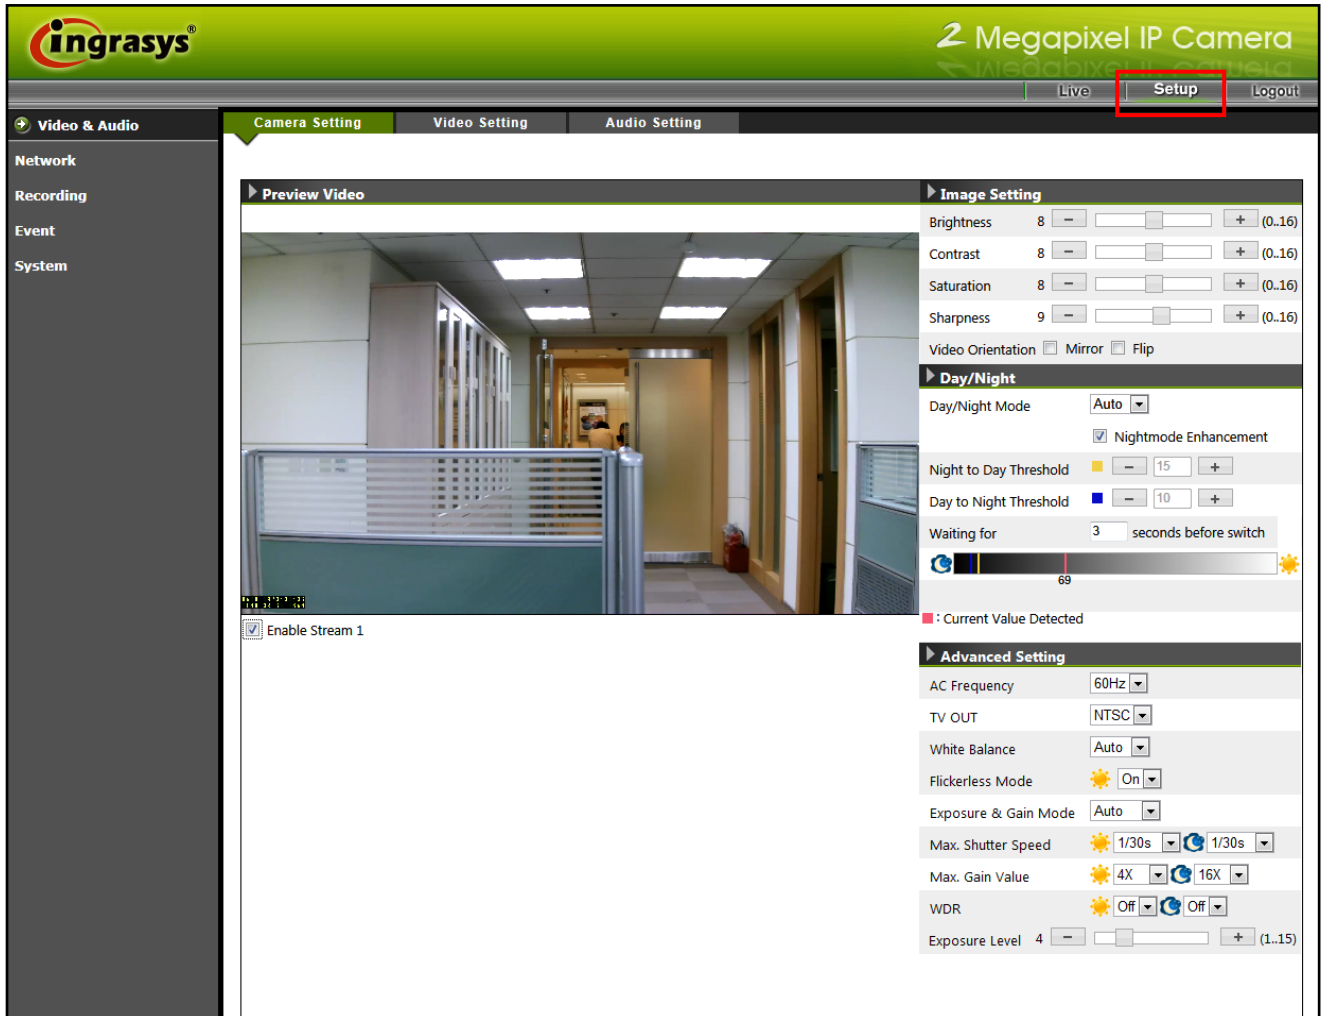 ingrasys®
2 Megapixel IP Camera
Live Setup Logout
Video & Audio
Network
Recording
Event
System
Camera Setting Video Setting Audio Setting
Preview Video
Enable Stream 1
Image Setting
Brightness 8 − + (0..16)
Contrast 8 − + (0..16)
Saturation 8 − + (0..16)
Sharpness 9 − + (0..16)
Video Orientation Mirror Flip
Day/Night
Day/Night Mode Auto
Nightmode Enhancement
Night to Day Threshold − 15 +
Day to Night Threshold − 10 +
Waiting for 3 seconds before switch
69
: Current Value Detected
Advanced Setting
AC Frequency 60Hz
TV OUT NTSC
White Balance Auto
Flickerless Mode On
Exposure & Gain Mode Auto
Max. Shutter Speed 1/30s 1/30s
Max. Gain Value 4X 16X
WDR Off Off
Exposure Level 4 − + (1..15)